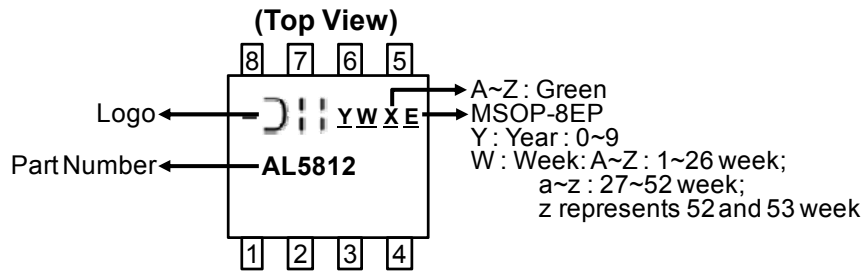 (Top View)
8 7 6 5
Logo
Y W X E
A~Z : Green
MSOP-8EP
Y : Year : 0~9
W : Week: A~Z : 1~26 week;
a~z : 27~52 week;
z represents 52 and 53 week
Part Number
AL5812
1 2 3 4